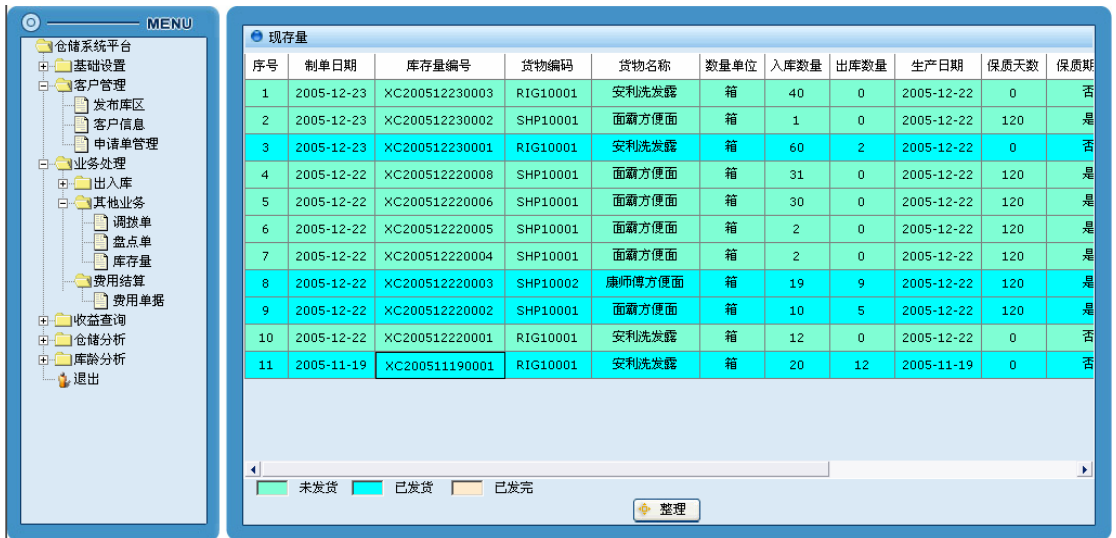 MENU
仓储系统平台
基础设置
客户管理
发布库区
客户信息
申请单管理
业务处理
出入库
其他业务
调拨单
盘点单
库存量
费用结算
费用单据
收益查询
仓储分析
库龄分析
退出
现存量
序号 制单日期 库存量编号 货物编码 货物名称 数量单位 入库数量 出库数量 生产日期 保质天数 保质期
1 2005-12-23 XC200512230003 RIG10001 安利洗发露 箱 40 0 2005-12-22 0 否
2 2005-12-23 XC200512230002 SHP10001 面霸方便面 箱 1 0 2005-12-22 120 是
3 2005-12-23 XC200512230001 RIG10001 安利洗发露 箱 60 2 2005-12-22 0 否
4 2005-12-22 XC200512220008 SHP10001 面霸方便面 箱 31 0 2005-12-22 120 是
5 2005-12-22 XC200512220006 SHP10001 面霸方便面 箱 30 0 2005-12-22 120 是
6 2005-12-22 XC200512220005 SHP10001 面霸方便面 箱 2 0 2005-12-22 120 是
7 2005-12-22 XC200512220004 SHP10001 面霸方便面 箱 2 0 2005-12-22 120 是
8 2005-12-22 XC200512220003 SHP10002 康师傅方便面 箱 19 9 2005-12-22 120 是
9 2005-12-22 XC200512220002 SHP10001 面霸方便面 箱 10 5 2005-12-22 120 是
10 2005-12-22 XC200512220001 RIG10001 安利洗发露 箱 12 0 2005-12-22 0 否
11 2005-11-19 XC200511190001 RIG10001 安利洗发露 箱 20 12 2005-11-19 0 否
未发货 已发货 已发完
整理